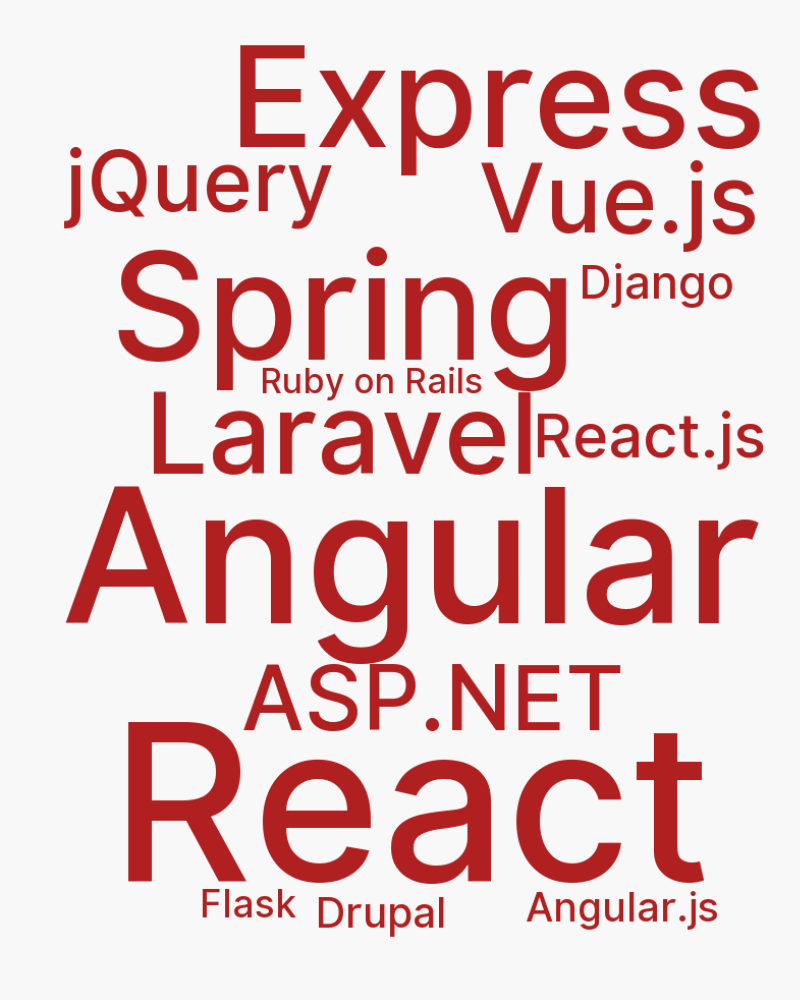 Express
jQuery
Vue.js
Spring
Django
Ruby on Rails
Laravel
React.js
Angular
ASP.NET
React
Flask
Drupal
Angular.js